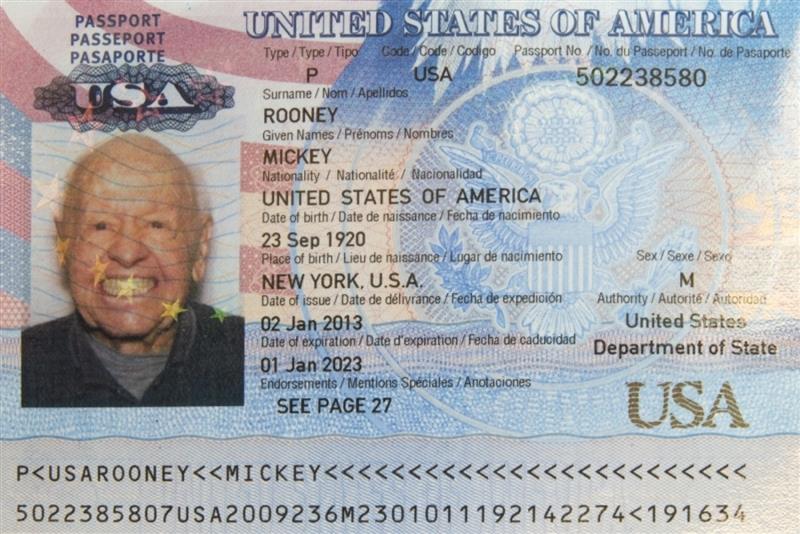 UNITED STATES OF AMERICA
PASSPORT
PASSEPORT
PASAPORTE
USA
Type / Type / Tipo Code / Code / Codigo Passport No. / No. du Passeport / No. de Pasaporte
P USA 502238580
Surname / Nom / Apellidos
ROONEY
Given Names / Prénoms / Nombres
MICKEY
Nationality / Nationalité / Nacionalidad
UNITED STATES OF AMERICA
Date of birth / Date de naissance / Fecha de nacimiento
23 Sep 1920
Place of birth / Lieu de naissance / Lugar de nacimiento Sex / Sexe / Sexo
NEW YORK, U.S.A. M
Date of issue / Date de délivrance / Fecha de expedición Authority / Autorité / Autoridad
02 Jan 2013 United States
Date of expiration / Date d'expiration / Fecha de caducidad Department of State
01 Jan 2023
Endorsements / Mentions Spéciales / Anotaciones
SEE PAGE 27
USA
P<USAROONEY<<MICKEY<<<<<<<<<<<<<<<<<<<<<<<<<
5022385807USA2009236M2301011192142274<191634